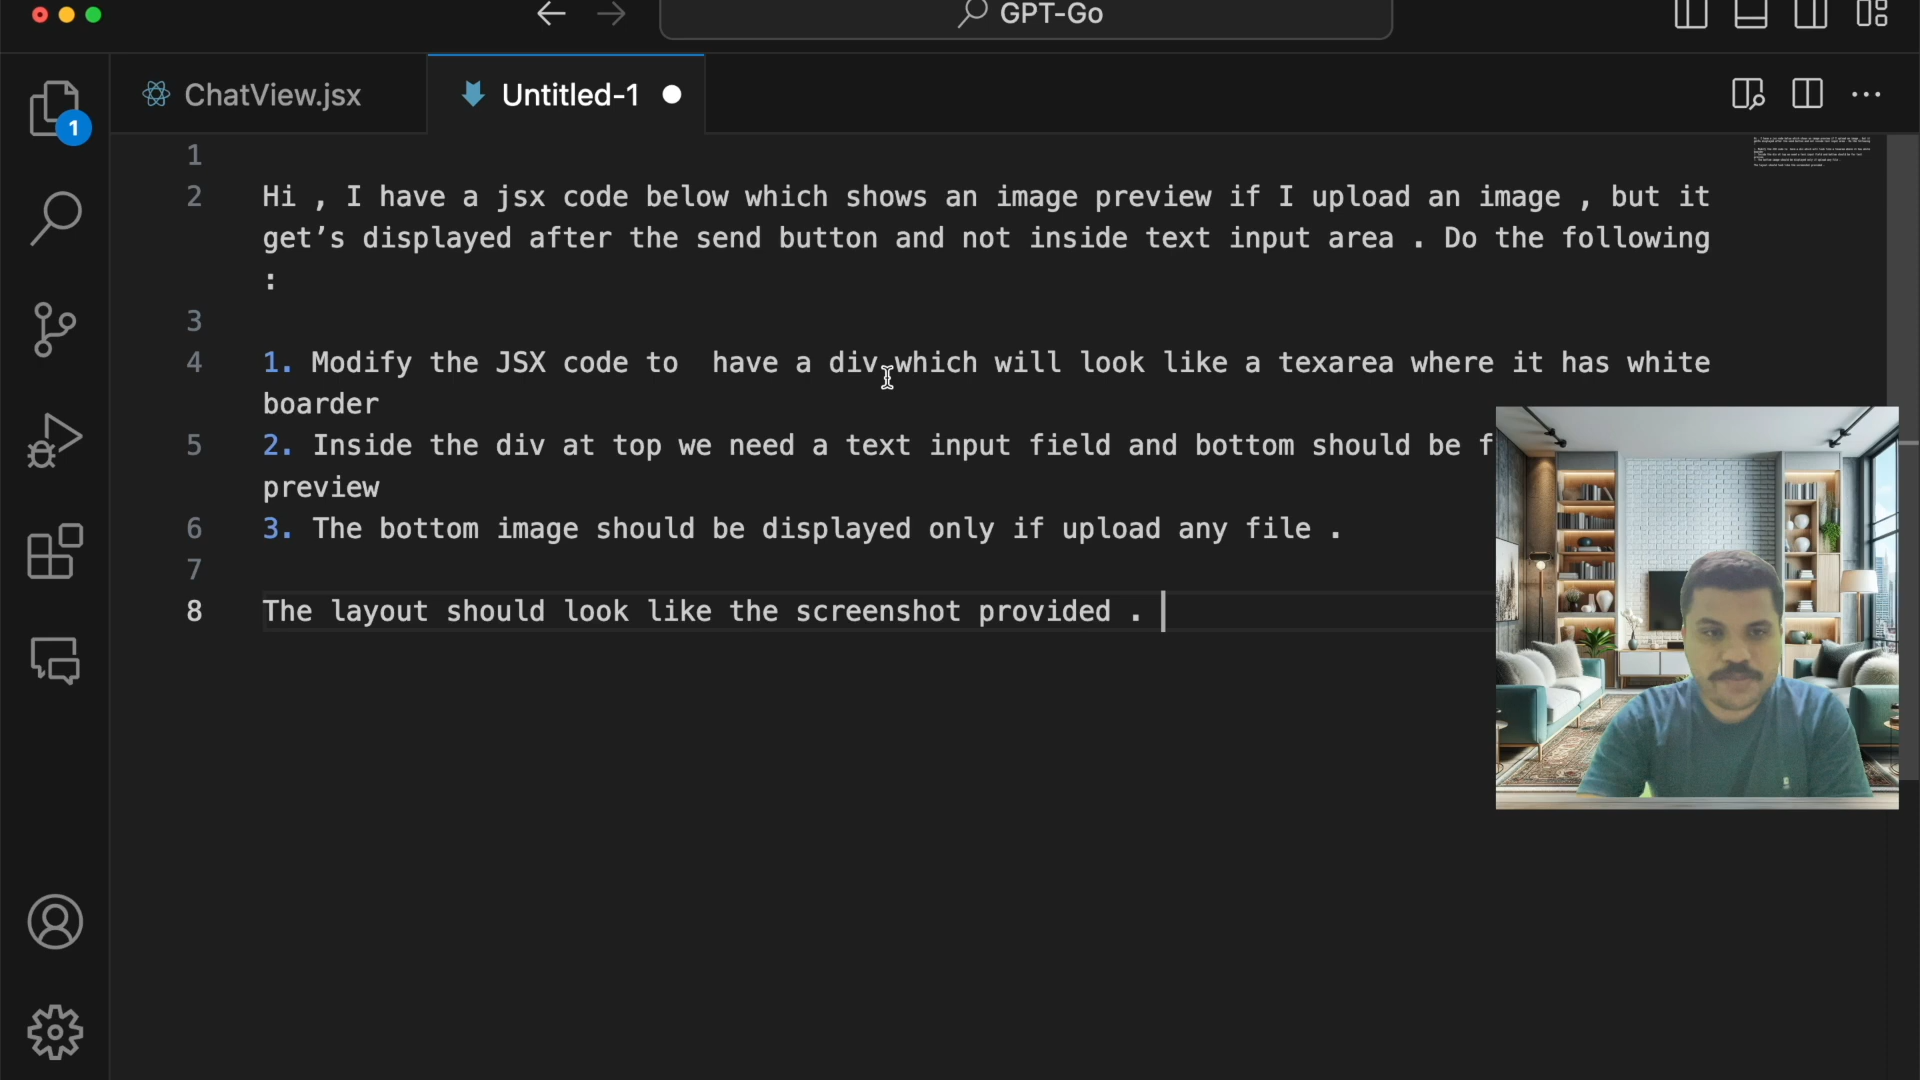 GPT-Go
ChatView.jsx
Untitled-1
1
1
2 Hi , I have a jsx code below which shows an image preview if I upload an image , but it
get’s displayed after the send button and not inside text input area . Do the following
:
3
4 1. Modify the JSX code to  have a div which will look like a texarea where it has white
boarder
5 2. Inside the div at top we need a text input field and bottom should be f
preview
6 3. The bottom image should be displayed only if upload any file .
7
8 The layout should look like the screenshot provided .